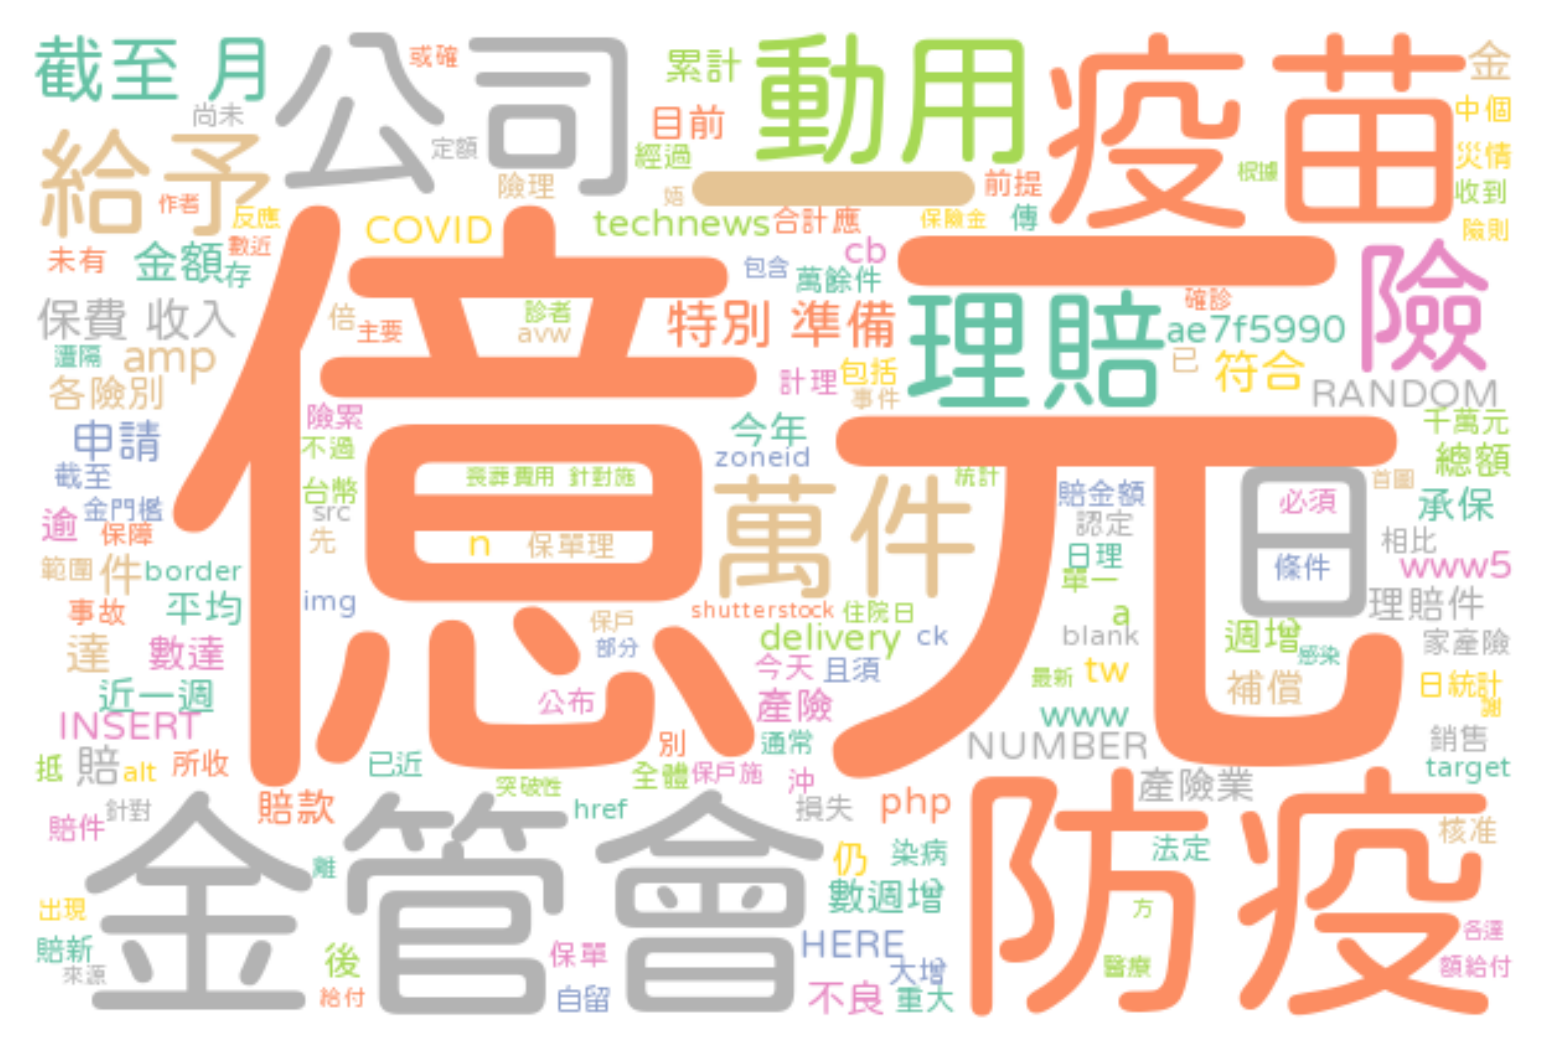 截至 月
公司
或確
累計
動用
疫苗
金
尚未
定額
目前
中個
給予
險理
經過
一
前提
根據
災情
收到
作者
反應
COVID
technews
合計應
保險金
傳
險則
未有
金額
存
數近
億元
cb
包含
萬餘件
理賠
確診
險
保費 收入
倍
主要
診者
avw
特別 準備
ae7f5990
已
符合
遭隔
amp
計理
包括
事件
RANDOM
各險別
險累
今年
千萬元
申請
不過
zoneid
總額
截至
喪葬費用 針對施
萬件
統計
日
首圖
台幣
賠金額
必須
承保
逾
金門檻
src
認定
保障
先
n
保單理
相比
範圍
件
border
日理
條件
www5
單一
事故
平均
img
保戶
shutterstock
住院日
a
理賠件
達
數達
部分
delivery
ck
blank
週增
家產險
今天
且須
感染
近一週
公布
產險
最新
tw
補償
日統計
INSERT
www
謝
抵
賠
alt
所收
已近
別
通常
NUMBER
銷售
突破性
全體
保戶施
沖
target
賠款
href
損失
php
產險業
賠件
針對
金管會
防疫
核准
離
仍
染病
法定
出現
數週增
方
賠新
後
保單
HERE
各達
來源
大增
醫療
額給付
給付
自留
不良
重大